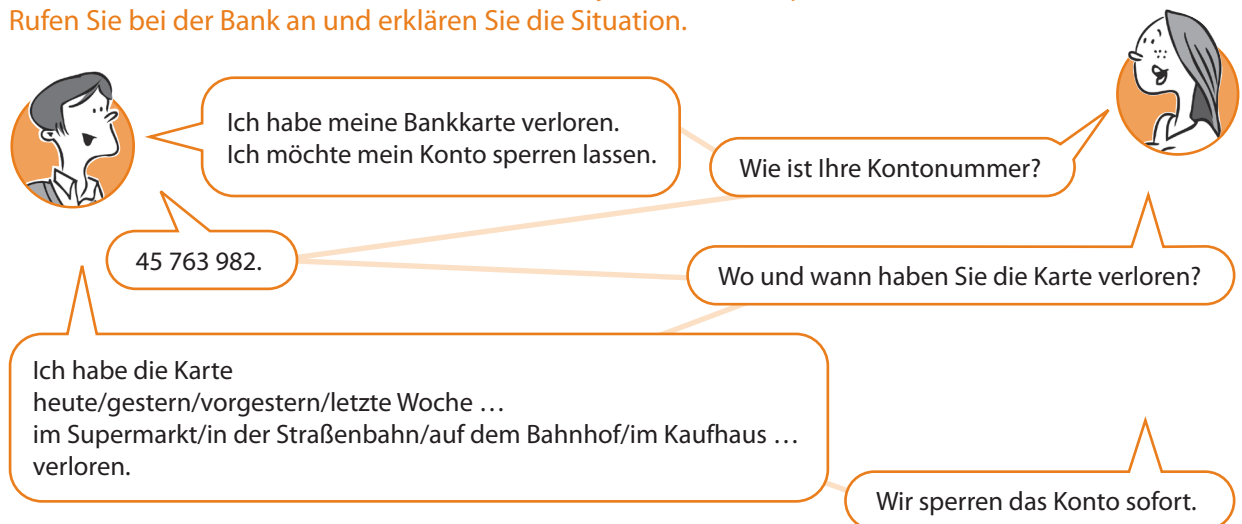 Rufen Sie bei der Bank an und erklären Sie die Situation.
Ich habe meine Bankkarte verloren.
Ich möchte mein Konto sperren lassen.
Wie ist Ihre Kontonummer?
45 763 982.
Wo und wann haben Sie die Karte verloren?
Ich habe die Karte
heute/gestern/vorgestern/letzte Woche …
im Supermarkt/in der Straßenbahn/auf dem Bahnhof/im Kaufhaus …
verloren.
Wir sperren das Konto sofort.